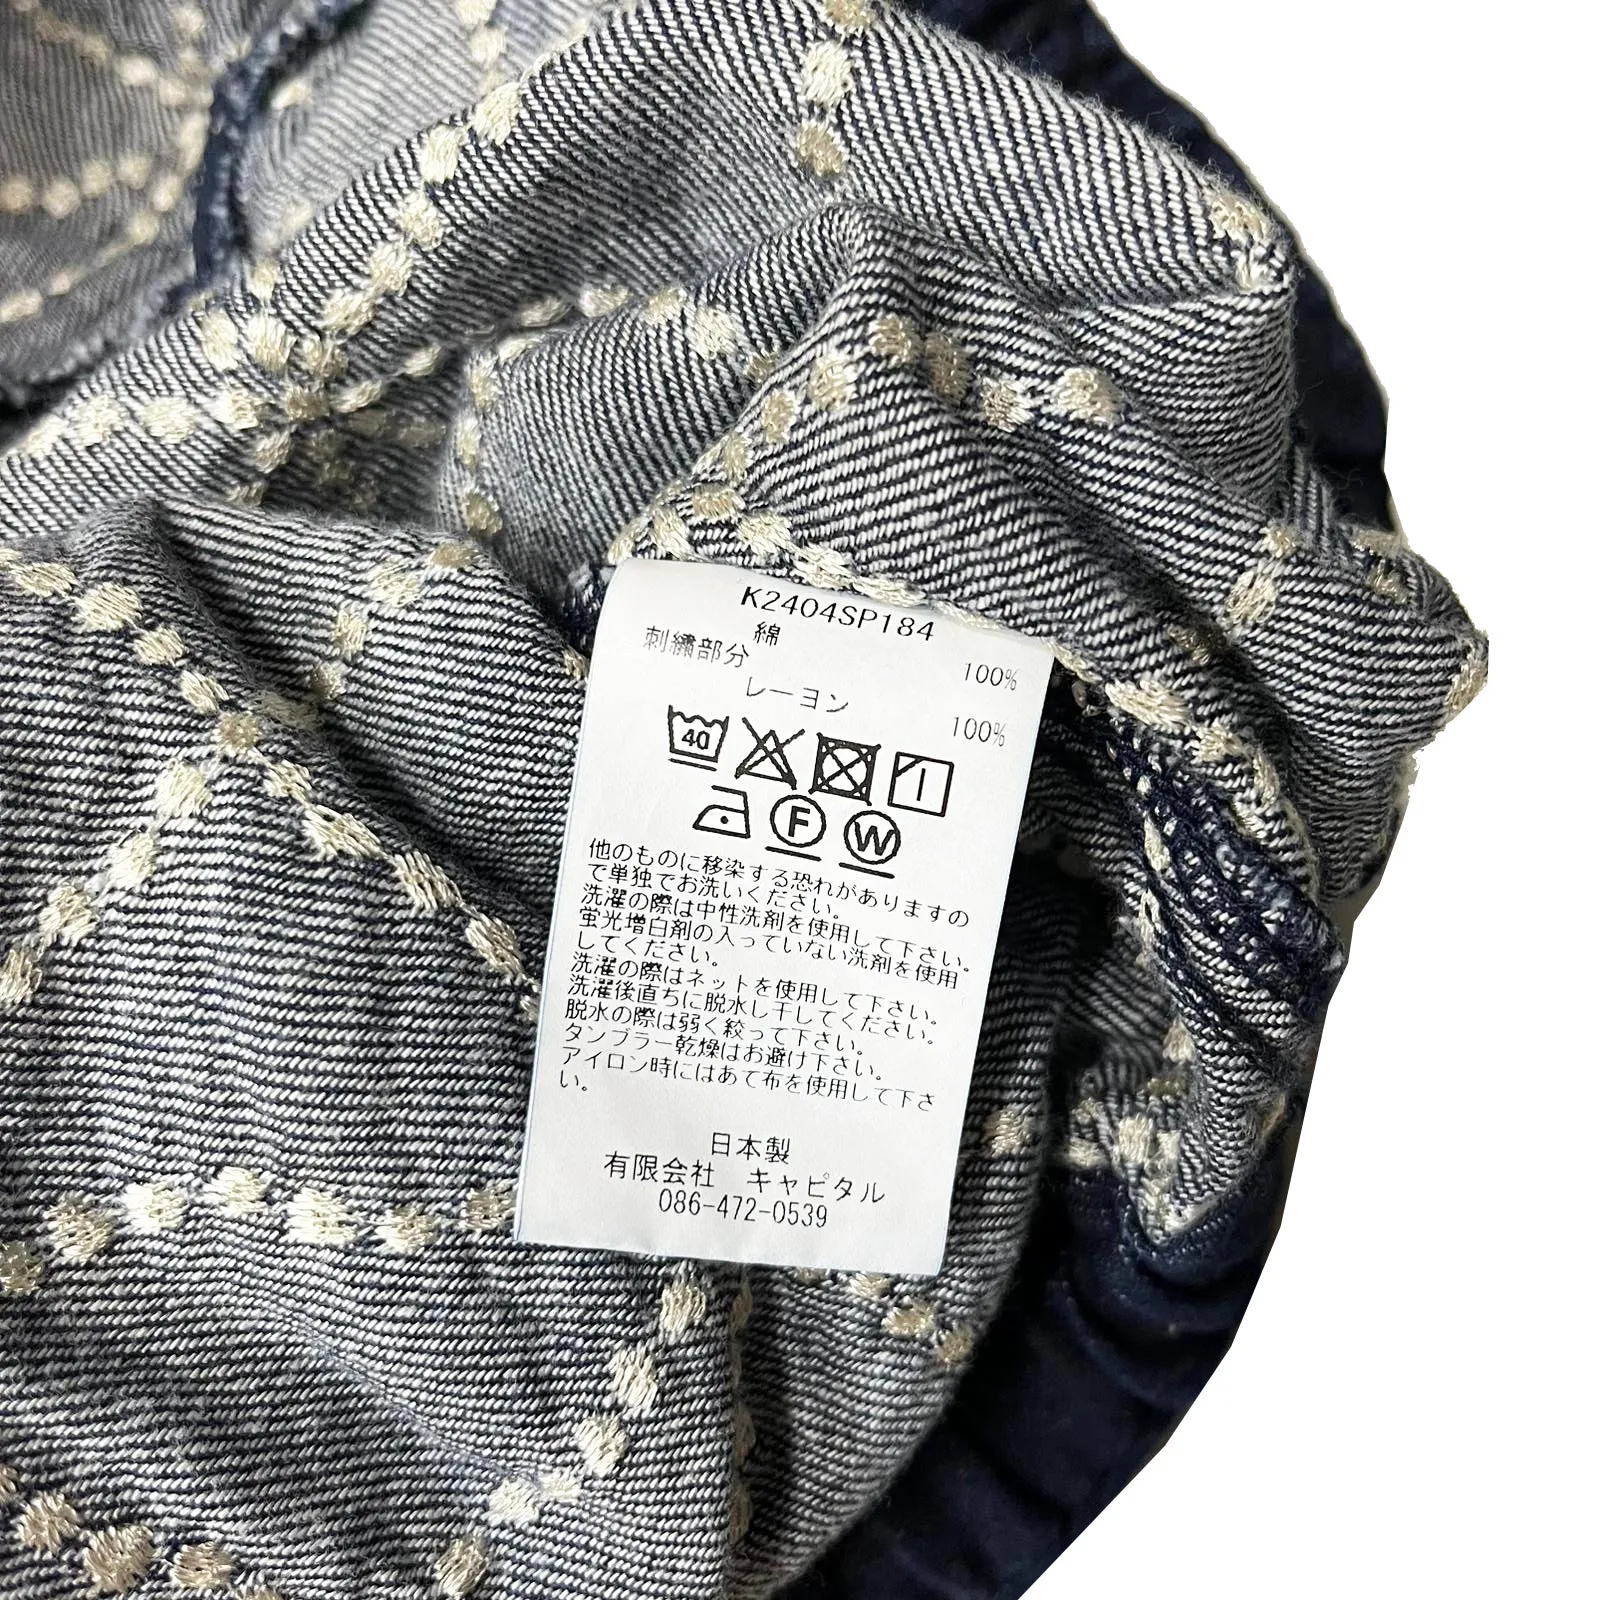 K2404SP184
綿 100%
刺繍部分
レーヨン 100%
40
F W
他のものに移染する恐れがありますの
で単独でお洗いください。
洗濯の際は中性洗剤を使用して下さい。
蛍光増白剤の入っていない洗剤を使用
してください。
洗濯の際はネットを使用して下さい。
洗濯後直ちに脱水し干してください。
脱水の際は弱く絞って下さい。
タンブラー乾燥はお避け下さい。
アイロン時にはあて布を使用して下さ
い。
日本製
有限会社 キャピタル
086-472-0539